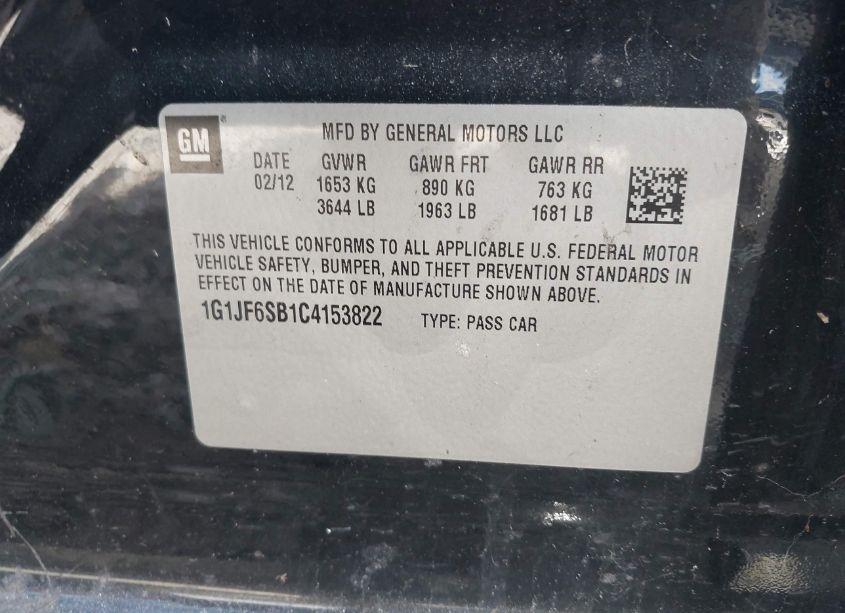 GM®
MFD BY GENERAL MOTORS LLC
DATE GVWR GAWR FRT GAWR RR
02/12 1653 KG 890 KG 763 KG
3644 LB 1963 LB 1681 LB
THIS VEHICLE CONFORMS TO ALL APPLICABLE U.S. FEDERAL MOTOR
VEHICLE SAFETY, BUMPER, AND THEFT PREVENTION STANDARDS IN
EFFECT ON THE DATE OF MANUFACTURE SHOWN ABOVE.
1G1JF6SB1C4153822 TYPE: PASS CAR